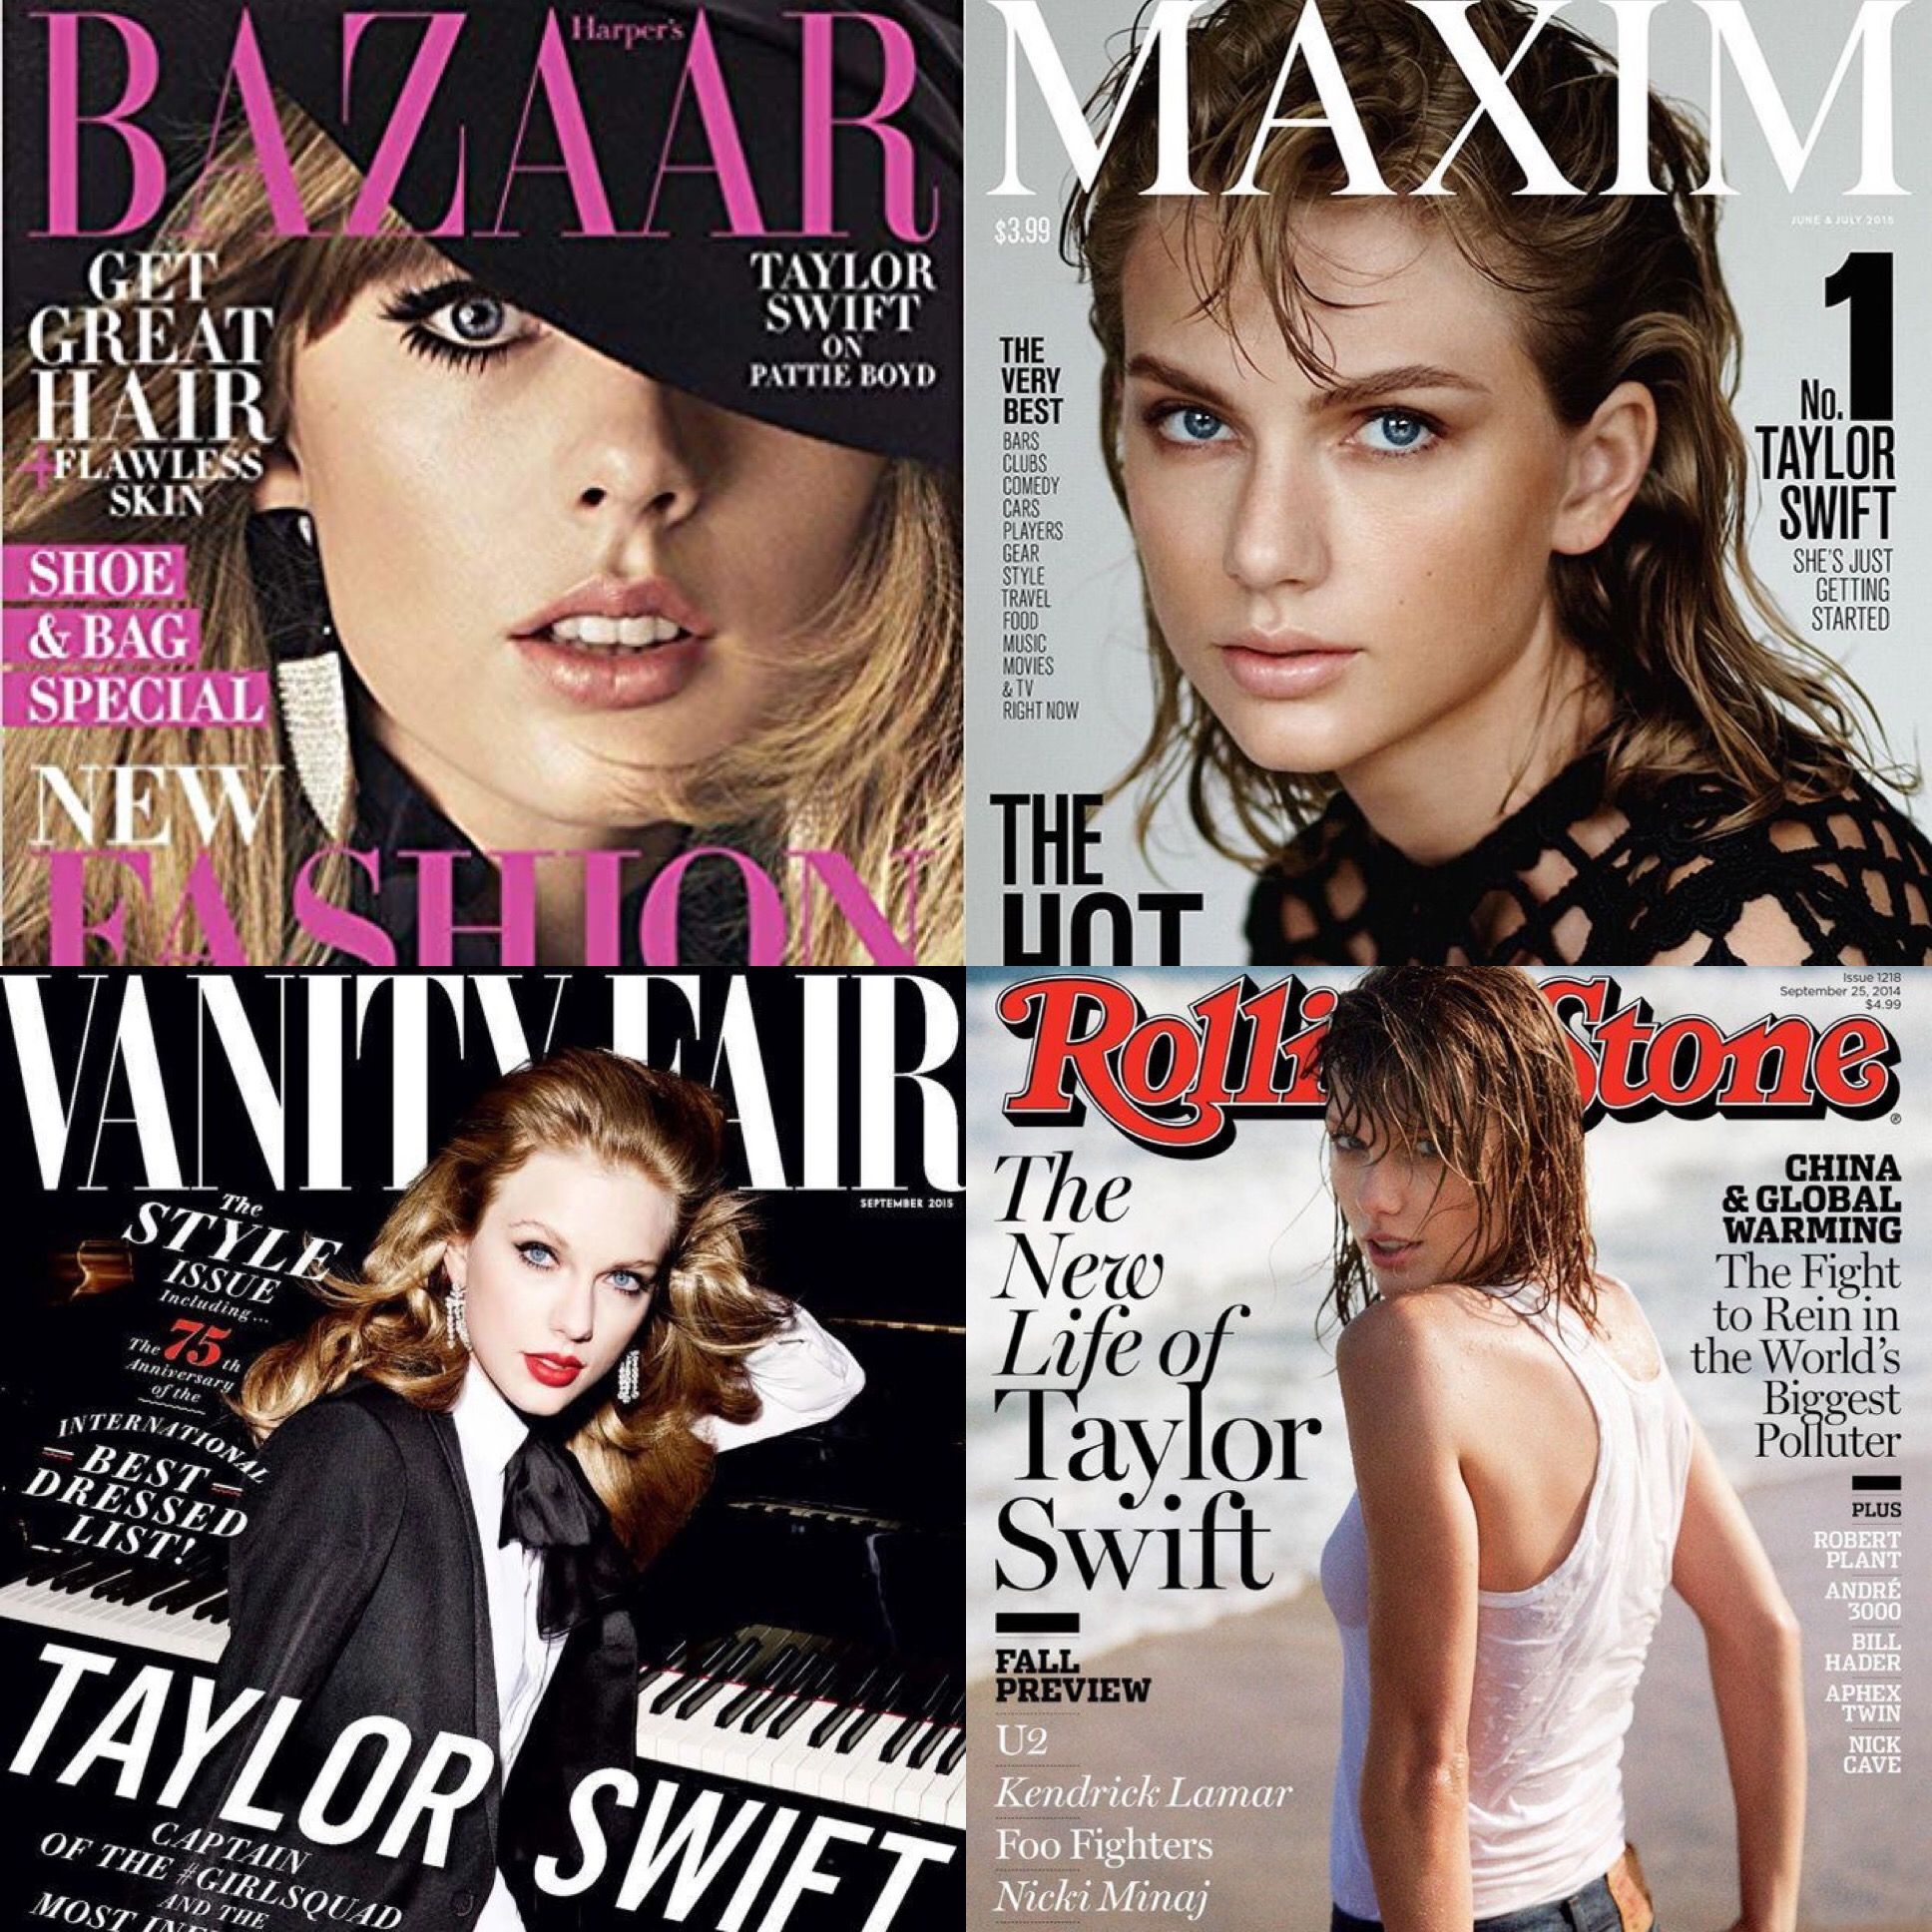 Harper's
BAZAAR
GET
GREAT
HAIR
+FLAWLESS
SKIN
SHOE
& BAG
SPECIAL
NEW
FASHION
TAYLOR
SWIFT
ON
PATTIE BOYD
MAXIM
$3.99
JUNE & JULY 2015
THE
VERY
BEST
BARS
CLUBS
COMEDY
CARS
PLAYERS
GEAR
STYLE
TRAVEL
FOOD
MUSIC
MOVIES
& TV
RIGHT NOW
THE
HOT
No. 1
TAYLOR
SWIFT
SHE'S JUST
GETTING
STARTED
VANITY FAIR
SEPTEMBER 2015
The
STYLE
ISSUE
Including...
The 75th
Anniversary
of the
INTERNATIONAL
BEST
DRESSED
LIST!
TAYLOR SWIFT
CAPTAIN
OF THE #GIRLSQUAD
AND THE
MOST
Rolli Stone
®
Issue 1218
September 25, 2014
$4.99
The
New
Life of
Taylor
Swift
FALL
PREVIEW
U2
Kendrick Lamar
Foo Fighters
Nicki Minaj
CHINA
& GLOBAL
WARMING
The Fight
to Rein in
the World's
Biggest
Polluter
PLUS
ROBERT
PLANT
ANDRÉ
3000
BILL
HADER
APHEX
TWIN
NICK
CAVE